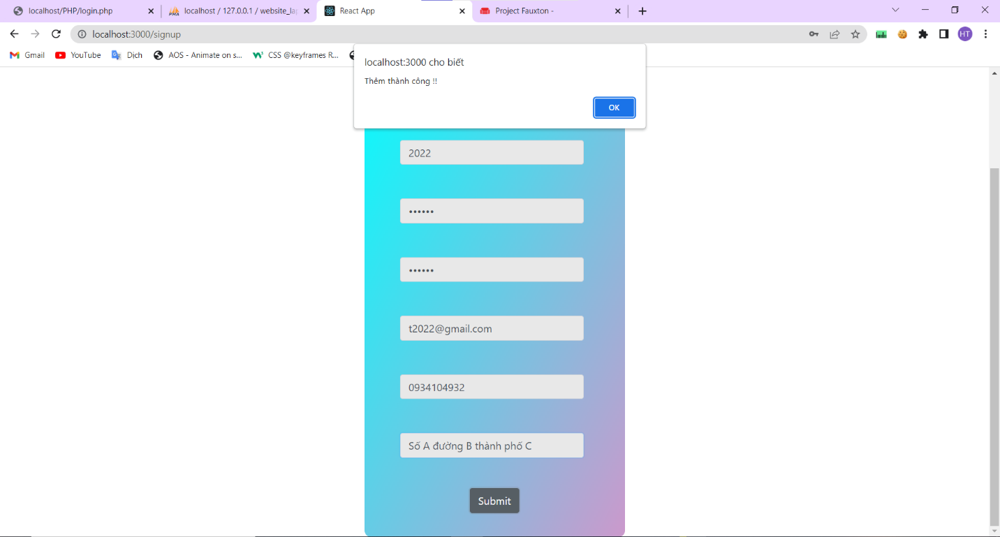 localhost/PHP/login.php
localhost / 127.0.0.1 / website_la
React App
Project Fauxton -
localhost:3000/signup
HT
Gmail
YouTube
Dịch
AOS - Animate on s...
CSS @keyframes R...
localhost:3000 cho biết
Thêm thành công !!
OK
2022
••••••
••••••
t2022@gmail.com
0934104932
Số A đường B thành phố C
Submit